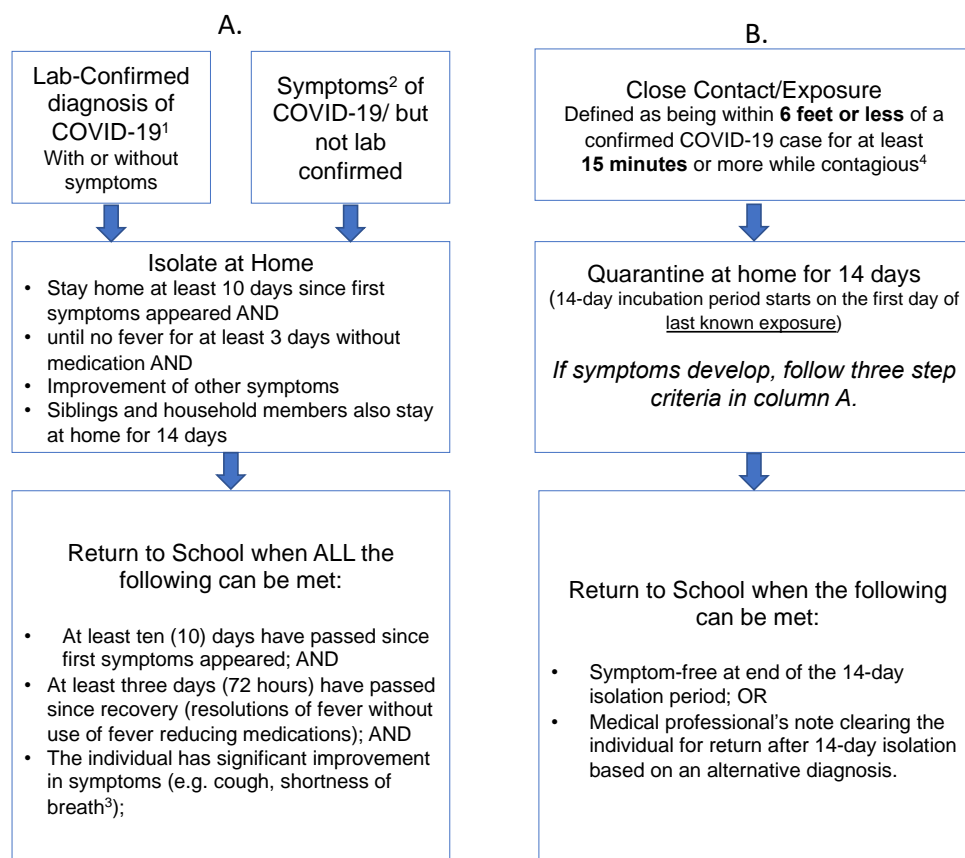 A.
Lab-Confirmed
diagnosis of
COVID-19¹
With or without
symptoms
Symptoms² of
COVID-19/ but
not lab
confirmed
Isolate at Home
• Stay home at least 10 days since first
symptoms appeared AND
• until no fever for at least 3 days without
medication AND
• Improvement of other symptoms
• Siblings and household members also stay
at home for 14 days
Return to School when ALL the
following can be met:
• At least ten (10) days have passed since
first symptoms appeared; AND
• At least three days (72 hours) have passed
since recovery (resolutions of fever without
use of fever reducing medications); AND
• The individual has significant improvement
in symptoms (e.g. cough, shortness of
breath³);
B.
Close Contact/Exposure
Defined as being within 6 feet or less of a
confirmed COVID-19 case for at least
15 minutes or more while contagious⁴
Quarantine at home for 14 days
(14-day incubation period starts on the first day of
last known exposure)
If symptoms develop, follow three step
criteria in column A.
Return to School when the following
can be met:
• Symptom-free at end of the 14-day
isolation period; OR
• Medical professional's note clearing the
individual for return after 14-day isolation
based on an alternative diagnosis.